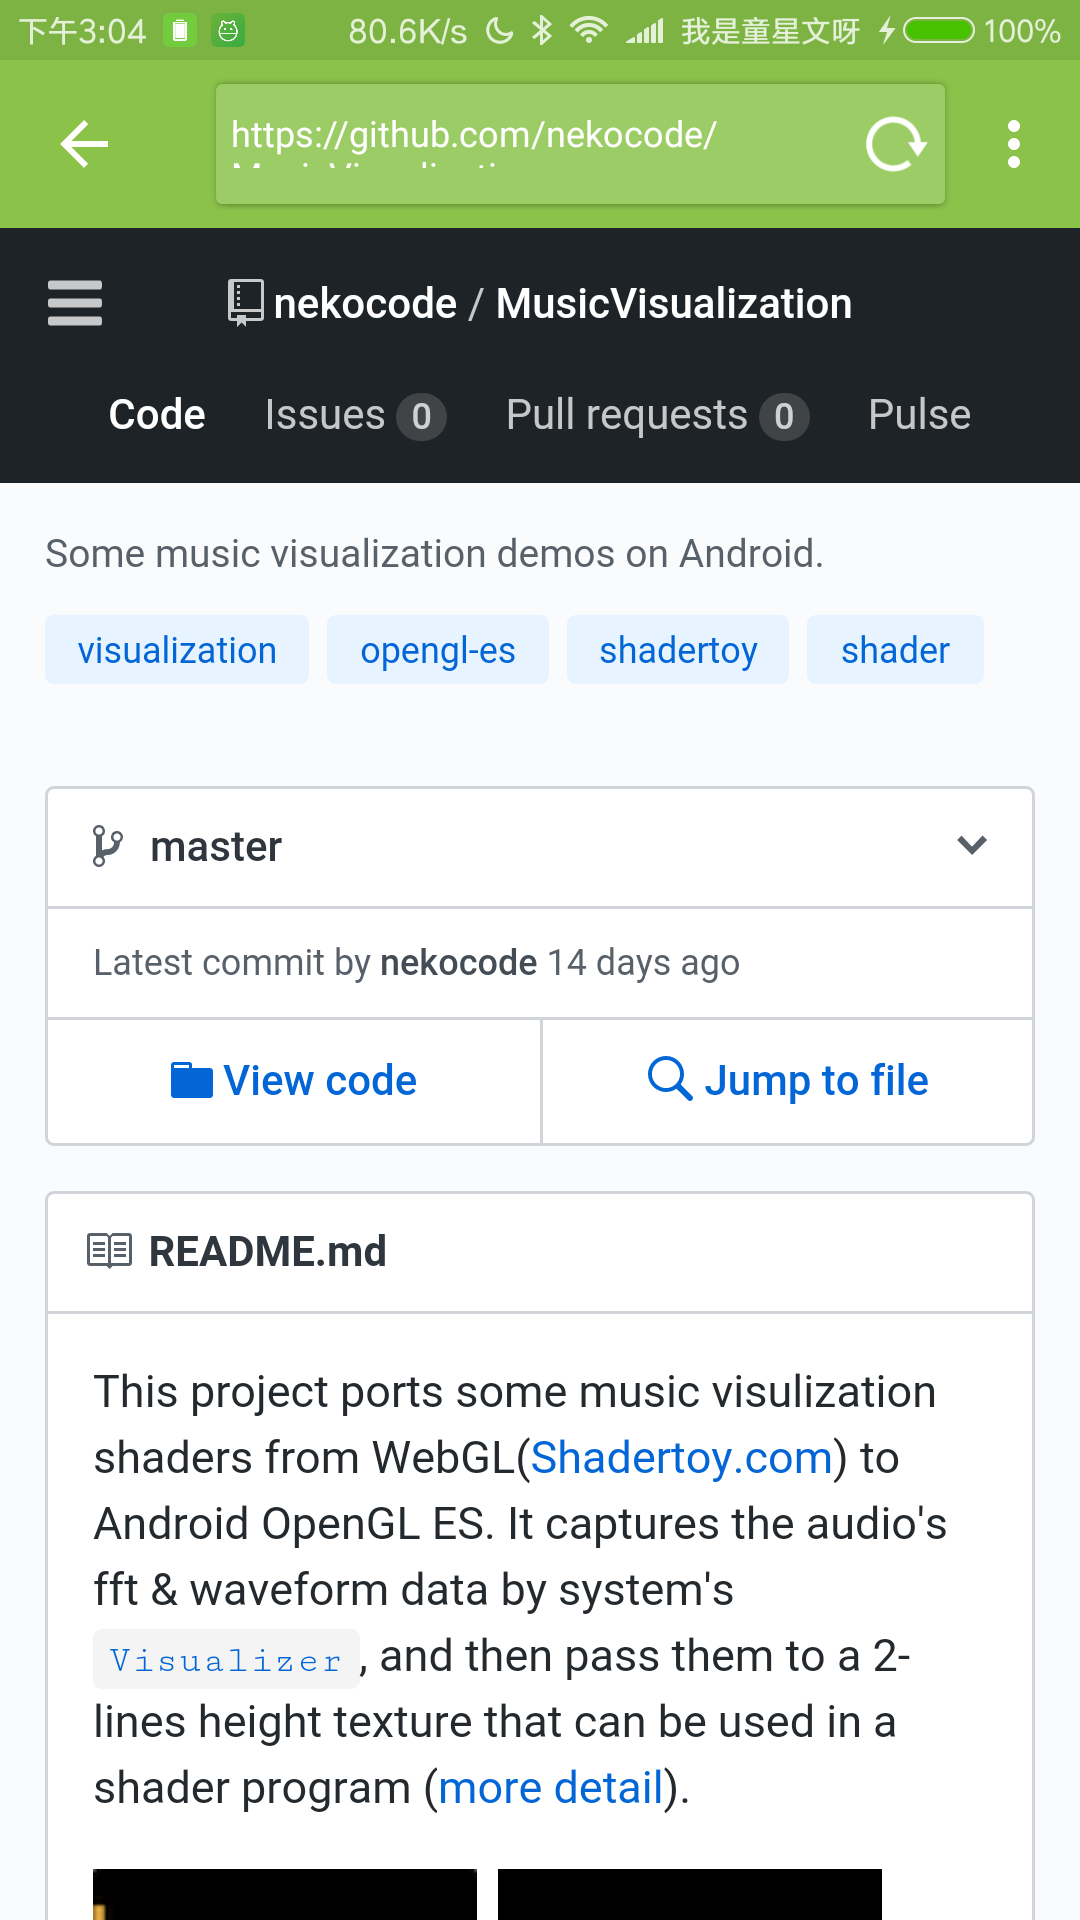 下午3:04 80.6K/s 我是童星文呀 100%
https://github.com/nekocode/
MusicVisualization
nekocode / MusicVisualization
Code Issues 0 Pull requests 0 Pulse
Some music visualization demos on Android.
visualization opengl-es shadertoy shader
master
Latest commit by nekocode 14 days ago
View code Jump to file
README.md
This project ports some music visulization
shaders from WebGL(Shadertoy.com) to
Android OpenGL ES. It captures the audio's
fft & waveform data by system's
Visualizer, and then pass them to a 2-
lines height texture that can be used in a
shader program (more detail).